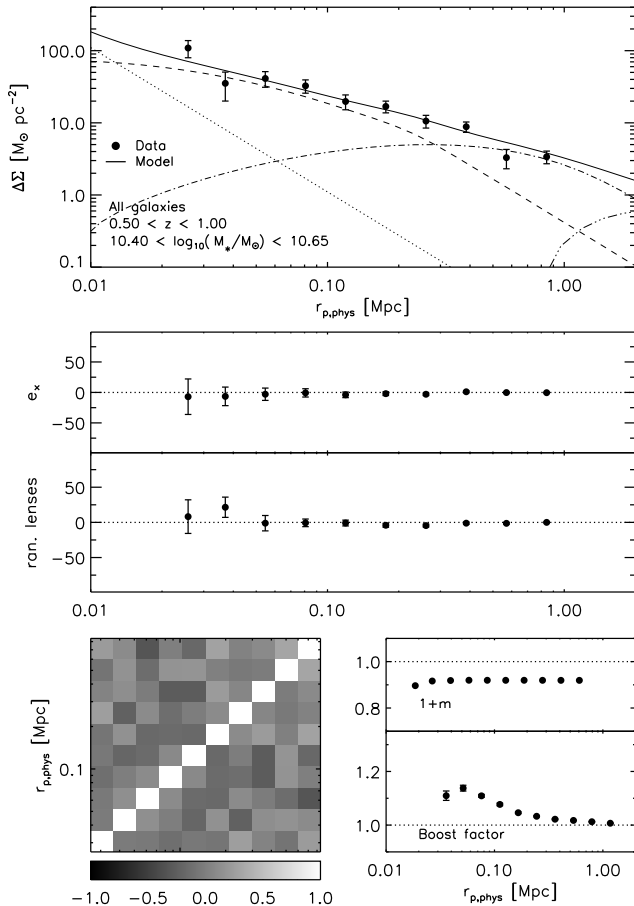 100.0
10.0
1.0
0.1
ΔΣ [M⊙ pc⁻²]
Data
Model
All galaxies
0.50 < z < 1.00
10.40 < log₁₀(M*/M⊙) < 10.65
0.01 0.10 1.00
r_p,phys [Mpc]
50
0
−50
e_x
50
0
−50
ran. lenses
0.01 0.10 1.00
r_p,phys [Mpc]
0.1
−1.0 −0.5 0.0 0.5 1.0
1.0
0.8
1+m
1.2
1.0
Boost factor
0.01 0.10 1.00
r_p,phys [Mpc]